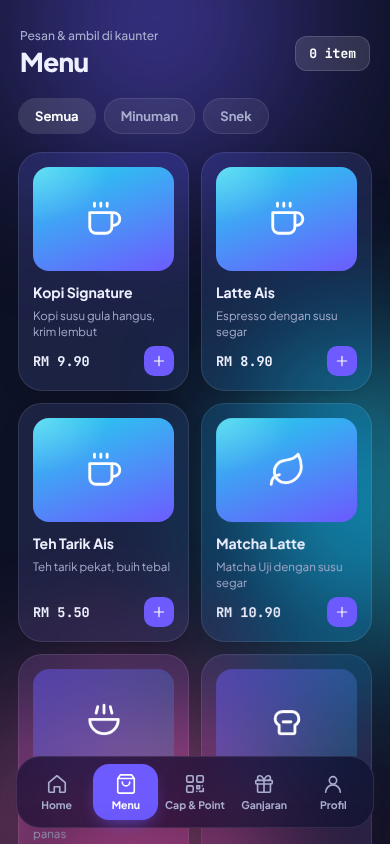 Pesan & ambil di kaunter
Menu
0 item
Semua
Minuman
Snek
Kopi Signature
Kopi susu gula hangus,
krim lembut
RM 9.90
Latte Ais
Espresso dengan susu
segar
RM 8.90
Teh Tarik Ais
Teh tarik pekat, buih tebal
RM 5.50
Matcha Latte
Matcha Uji dengan susu
segar
RM 10.90
Home
Menu
Cap & Point
Ganjaran
Profil
panas